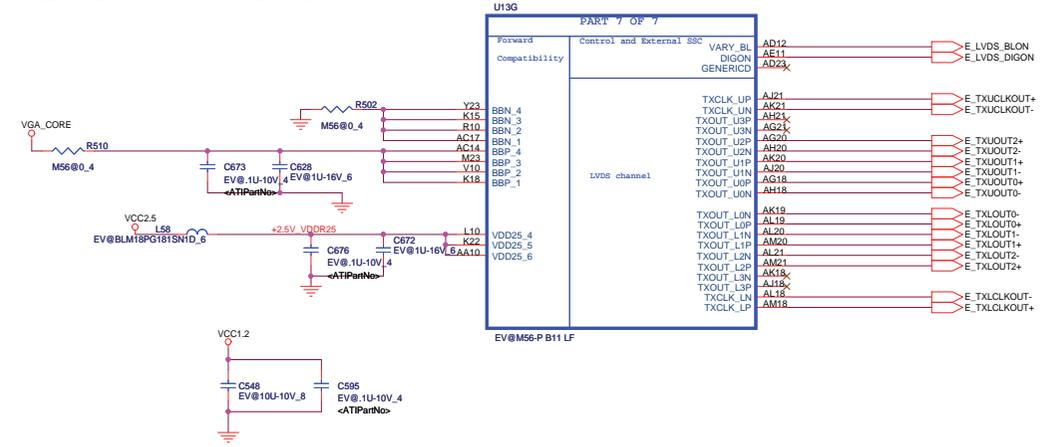 U13G
PART 7 OF 7
Forward
Compatibility
Control and External SSC
VARY_BL AD12 E_LVDS_BLON
DIGON AE11 E_LVDS_DIGON
GENERICD AD23
R502
M56@0_4
VGA_CORE
R510
M56@0_4
Y23 BBN_4
K15 BBN_3
R10 BBN_2
AC17 BBN_1
AC14 BBP_4
M23 BBP_3
V10 BBP_2
K18 BBP_1
C673
EV@.1U-10V_4
<ATIPartNo>
C628
EV@1U-16V_6
LVDS channel
TXCLK_UP AJ21 E_TXUCLKOUT+
TXCLK_UN AK21 E_TXUCLKOUT-
TXOUT_U3P AH21
TXOUT_U3N AG21
TXOUT_U2P AG20 E_TXUOUT2+
TXOUT_U2N AH20 E_TXUOUT2-
TXOUT_U1P AK20 E_TXUOUT1+
TXOUT_U1N AJ20 E_TXUOUT1-
TXOUT_U0P AG18 E_TXUOUT0+
TXOUT_U0N AH18 E_TXUOUT0-
VCC2.5
L58
EV@BLM18PG181SN1D_6
+2.5V_VDDR25
L10 VDD25_4
K22 VDD25_5
AA10 VDD25_6
C676
EV@.1U-10V_4
<ATIPartNo>
C672
EV@1U-16V_6
TXOUT_L0N AK19 E_TXLOUT0-
TXOUT_L0P AL19 E_TXLOUT0+
TXOUT_L1N AL20 E_TXLOUT1-
TXOUT_L1P AM20 E_TXLOUT1+
TXOUT_L2N AL21 E_TXLOUT2-
TXOUT_L2P AM21 E_TXLOUT2+
TXOUT_L3N AK18
TXOUT_L3P AJ18
TXCLK_LN AL18 E_TXLCLKOUT-
TXCLK_LP AM18 E_TXLCLKOUT+
EV@M56-P B11 LF
VCC1.2
C548
EV@10U-10V_8
C595
EV@.1U-10V_4
<ATIPartNo>